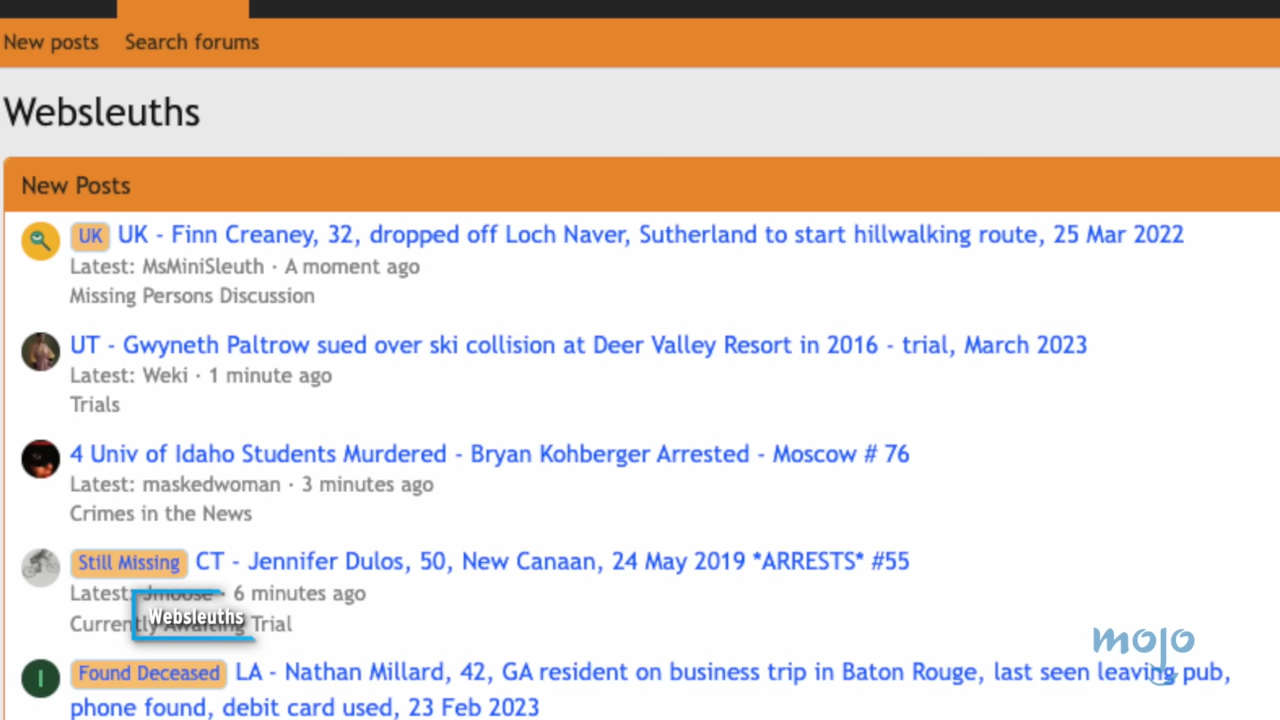 New posts Search forums
Websleuths
New Posts
UK UK - Finn Creaney, 32, dropped off Loch Naver, Sutherland to start hillwalking route, 25 Mar 2022
Latest: MsMiniSleuth · A moment ago
Missing Persons Discussion
UT - Gwyneth Paltrow sued over ski collision at Deer Valley Resort in 2016 - trial, March 2023
Latest: Weki · 1 minute ago
Trials
4 Univ of Idaho Students Murdered - Bryan Kohberger Arrested - Moscow # 76
Latest: maskedwoman · 3 minutes ago
Crimes in the News
Still Missing CT - Jennifer Dulos, 50, New Canaan, 24 May 2019 *ARRESTS* #55
Latest: Jmoose · 6 minutes ago
Websleuths
Currently Awaiting Trial
mojo
I
Found Deceased LA - Nathan Millard, 42, GA resident on business trip in Baton Rouge, last seen leaving pub,
phone found, debit card used, 23 Feb 2023